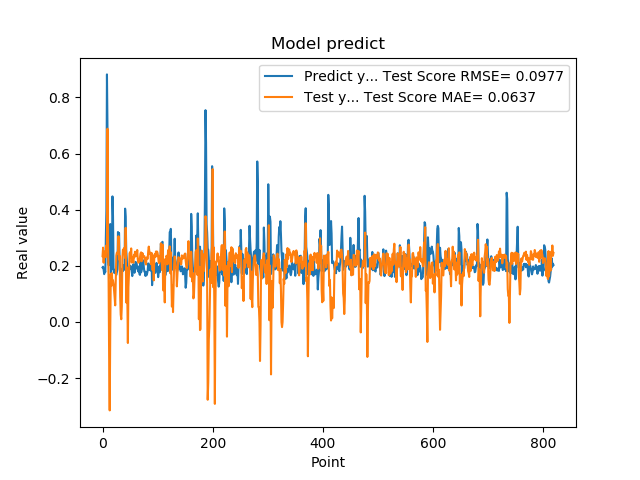 Model predict
Predict y... Test Score RMSE= 0.0977
Test y... Test Score MAE= 0.0637
Real value
0.8
0.6
0.4
0.2
0.0
−0.2
0 200 400 600 800
Point